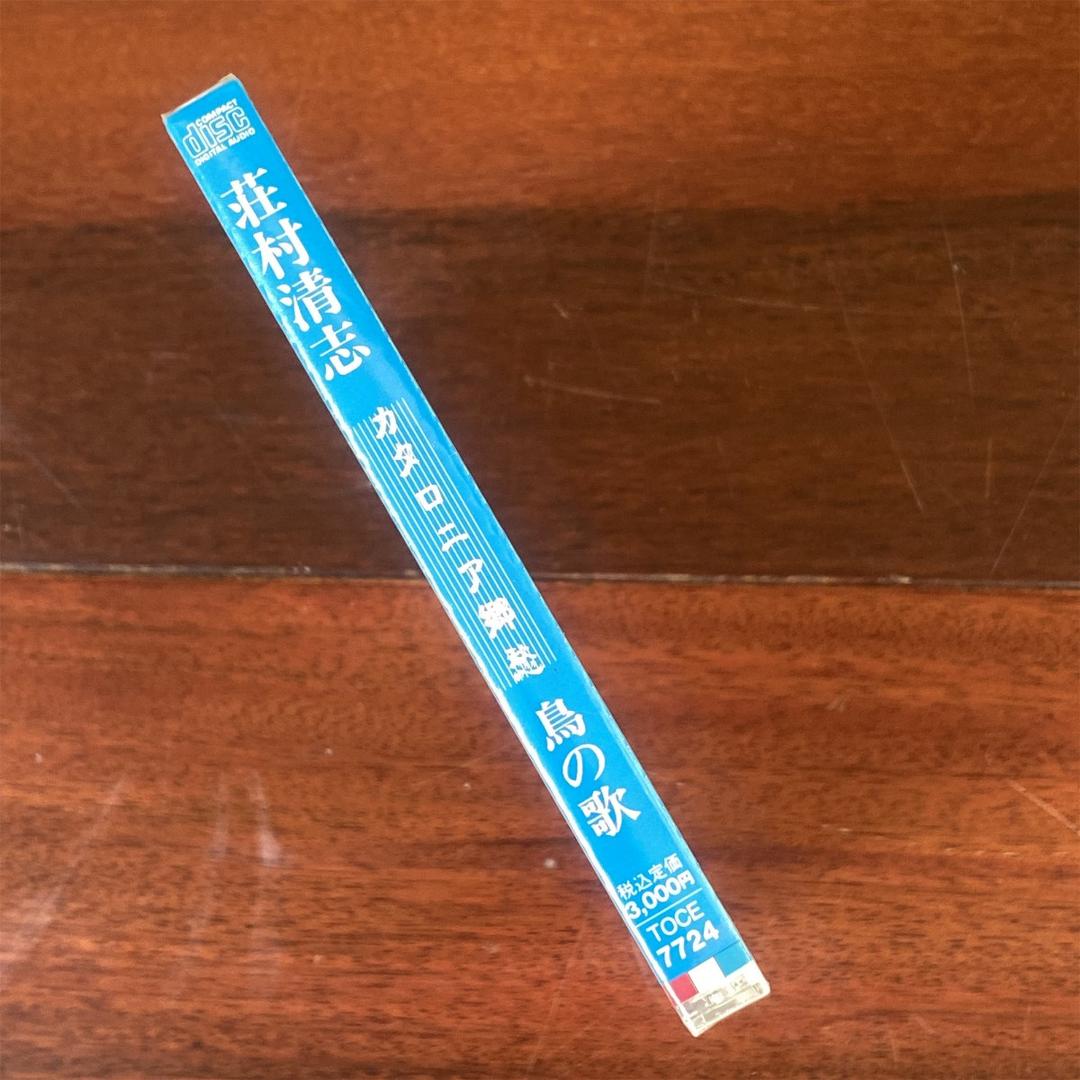 COMPACT
disc
DIGITAL AUDIO
荘村清志
カタロニア郷愁
鳥の歌
税込定価
3,000円
TOCE
7724